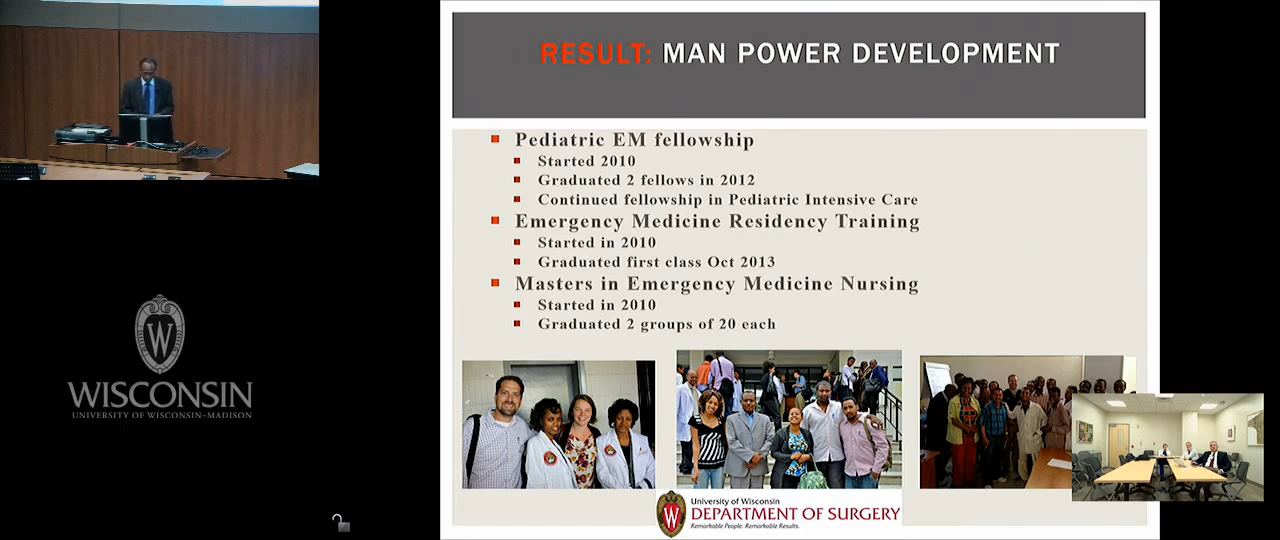 RESULT: MAN POWER DEVELOPMENT
Pediatric EM fellowship
Started 2010
Graduated 2 fellows in 2012
Continued fellowship in Pediatric Intensive Care
Emergency Medicine Residency Training
Started in 2010
Graduated first class Oct 2013
Masters in Emergency Medicine Nursing
Started in 2010
Graduated 2 groups of 20 each
W
WISCONSIN
UNIVERSITY OF WISCONSIN–MADISON
W
University of Wisconsin
DEPARTMENT OF SURGERY
Remarkable People. Remarkable Results.